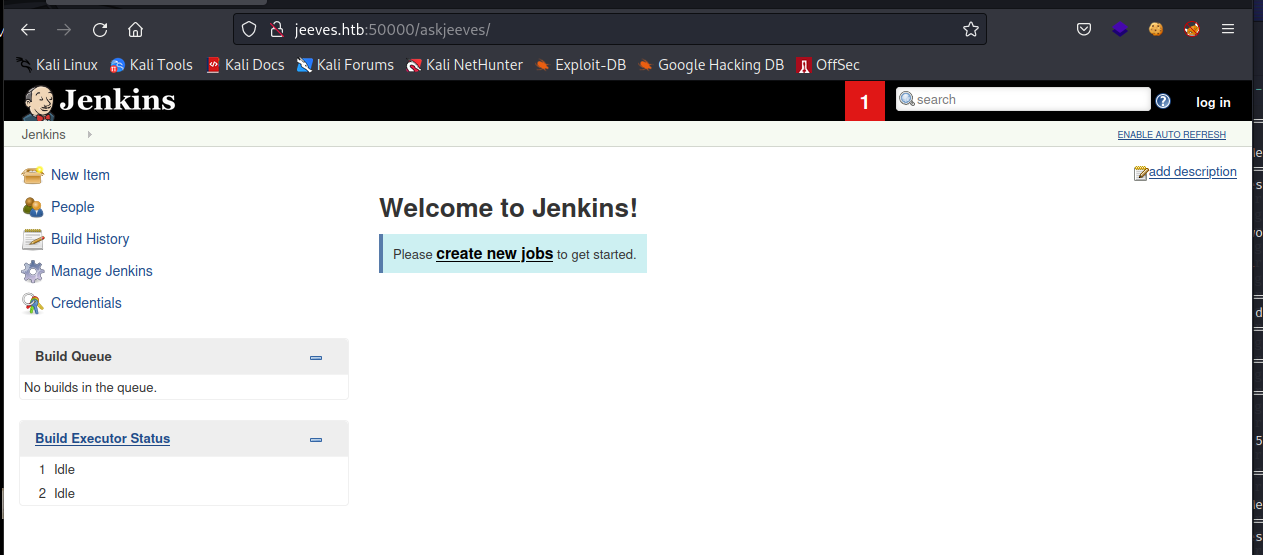 jeeves.htb:50000/askjeeves/
Kali Linux Kali Tools Kali Docs Kali Forums Kali NetHunter Exploit-DB Google Hacking DB OffSec
Jenkins 1 search log in
Jenkins ENABLE AUTO REFRESH
New Item
add description
People
Welcome to Jenkins!
Build History
Please create new jobs to get started.
Manage Jenkins
Credentials
Build Queue
No builds in the queue.
Build Executor Status
1 Idle
2 Idle